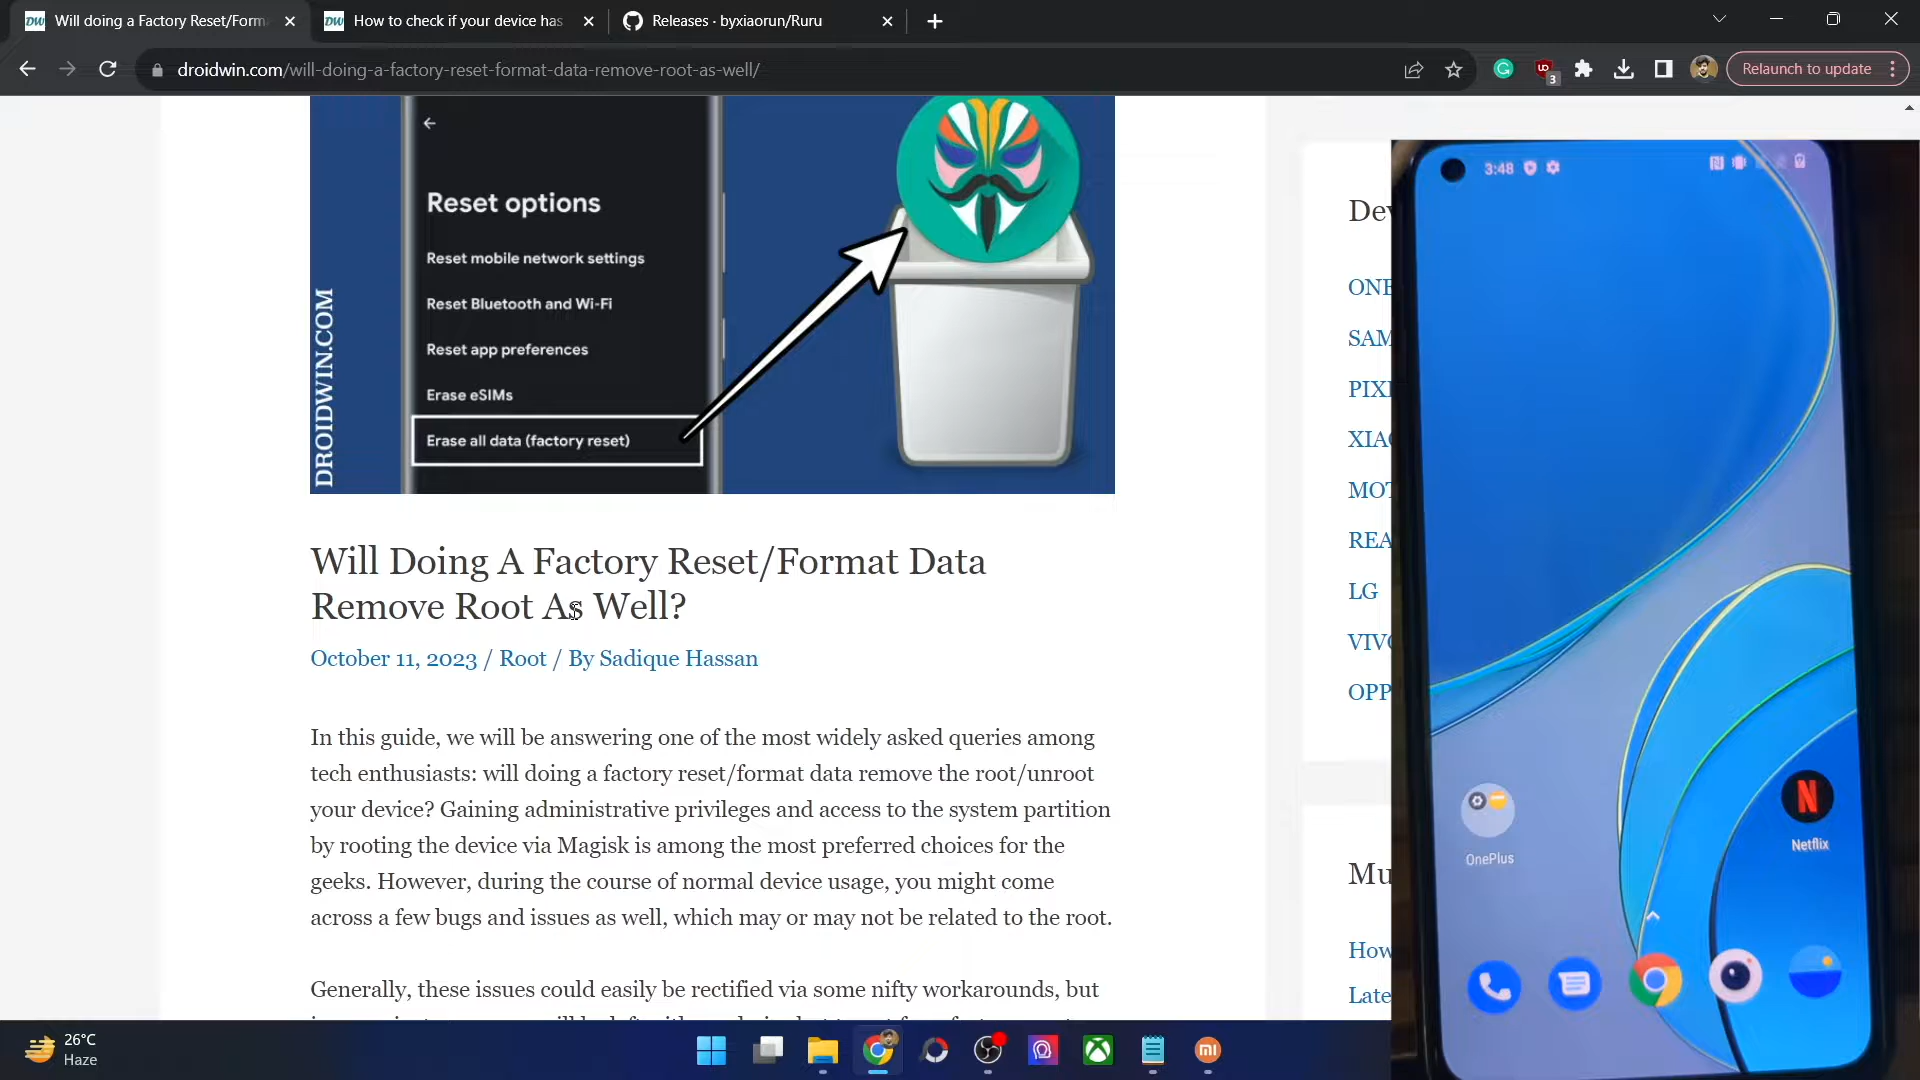 Will doing a Factory Reset/Form
How to check if your device has
Releases · byxiaorun/Ruru
droidwin.com/will-doing-a-factory-reset-format-data-remove-root-as-well/
3
Relaunch to update
Reset options
Reset mobile network settings
Reset Bluetooth and Wi-Fi
Reset app preferences
Erase eSIMs
Erase all data (factory reset)
DROIDWIN.COM
Will Doing A Factory Reset/Format Data
Remove Root As Well?
October 11, 2023 / Root / By Sadique Hassan
In this guide, we will be answering one of the most widely asked queries among
tech enthusiasts: will doing a factory reset/format data remove the root/unroot
your device? Gaining administrative privileges and access to the system partition
by rooting the device via Magisk is among the most preferred choices for the
geeks. However, during the course of normal device usage, you might come
across a few bugs and issues as well, which may or may not be related to the root.
Generally, these issues could easily be rectified via some nifty workarounds, but
Dev
ONE
SAM
PIX
XIA
MOT
REA
LG
VIV
OPP
Mu
How
Late
3:48
OnePlus
Netflix
26°C
Haze